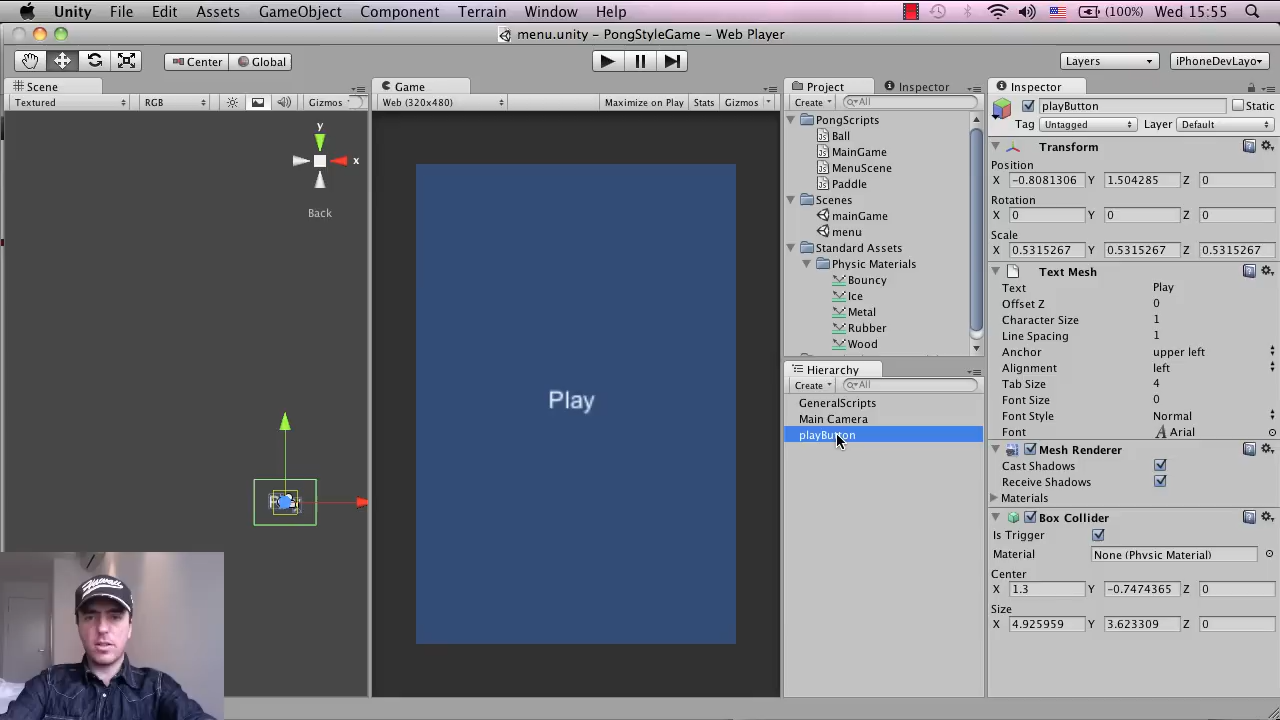 Unity File Edit Assets GameObject Component Terrain Window Help (100%) Wed 15:55
menu.unity – PongStyleGame – Web Player
Center Global Layers iPhoneDevLayo
Scene
Textured RGB Gizmos
y
x
Back
Play
Game
Web (320x480) Maximize on Play Stats Gizmos
Play
Project Inspector
Create All
PongScripts
Ball
MainGame
MenuScene
Paddle
Scenes
mainGame
menu
Standard Assets
Physic Materials
Bouncy
Ice
Metal
Rubber
Wood
Hierarchy
Create All
GeneralScripts
Main Camera
playButton
Inspector
playButton Static
Tag Untagged Layer Default
Transform
Position
X -0.8081306 Y 1.504285 Z 0
Rotation
X 0 Y 0 Z 0
Scale
X 0.5315267 Y 0.5315267 Z 0.5315267
Text Mesh
Text Play
Offset Z 0
Character Size 1
Line Spacing 1
Anchor upper left
Alignment left
Tab Size 4
Font Size 0
Font Style Normal
Font Arial
Mesh Renderer
Cast Shadows
Receive Shadows
Materials
Box Collider
Is Trigger
Material None (Physic Material)
Center
X 1.3 Y -0.7474365 Z 0
Size
X 4.925959 Y 3.623309 Z 0